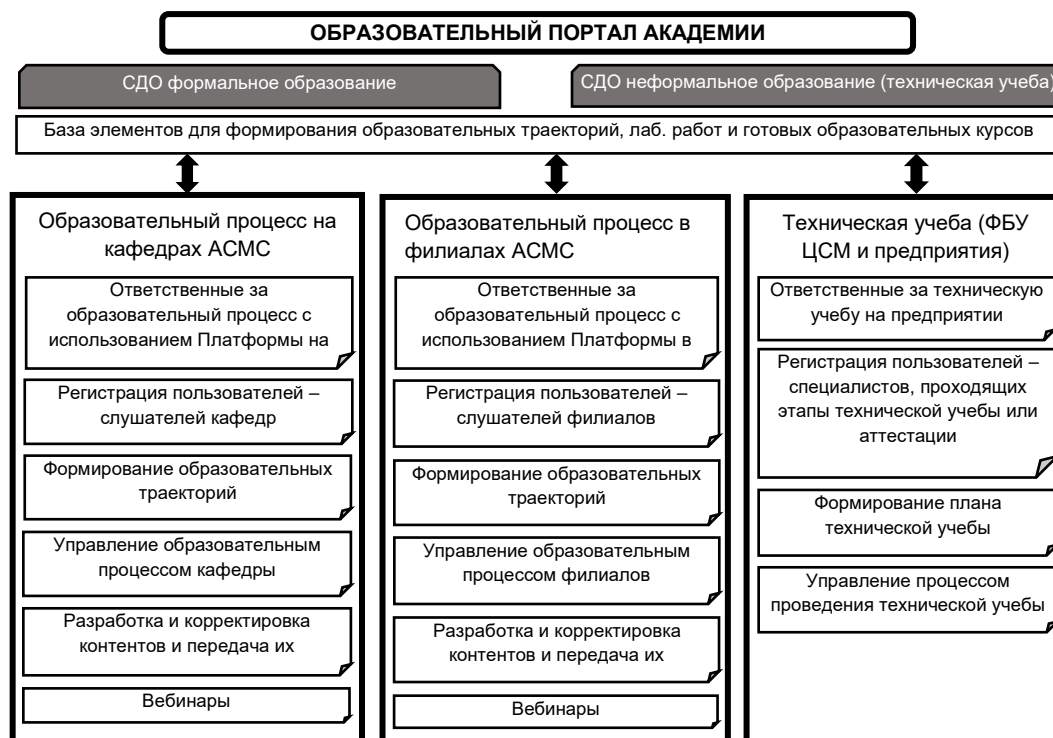 ОБРАЗОВАТЕЛЬНЫЙ ПОРТАЛ АКАДЕМИИ
СДО формальное образование
СДО неформальное образование (техническая учеба)
База элементов для формирования образовательных траекторий, лаб. работ и готовых образовательных курсов
Образовательный процесс на
кафедрах АСМС
Ответственные за
образовательный процесс с
использованием Платформы на
Регистрация пользователей –
слушателей кафедр
Формирование образовательных
траекторий
Управление образовательным
процессом кафедры
Разработка и корректировка
контентов и передача их
Вебинары
Образовательный процесс в
филиалах АСМС
Ответственные за
образовательный процесс с
использованием Платформы в
Регистрация пользователей –
слушателей филиалов
Формирование образовательных
траекторий
Управление образовательным
процессом филиалов
Разработка и корректировка
контентов и передача их
Вебинары
Техническая учеба (ФБУ
ЦСМ и предприятия)
Ответственные за техническую
учебу на предприятии
Регистрация пользователей –
специалистов, проходящих
этапы технической учебы или
аттестации
Формирование плана
технической учебы
Управление процессом
проведения технической учебы